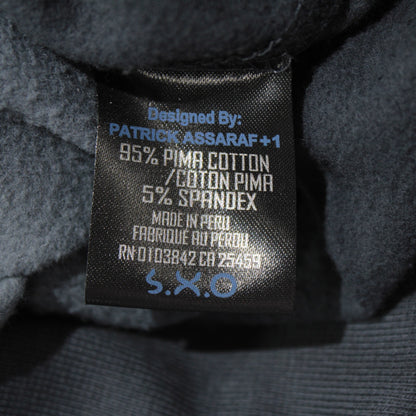 Designed By:
PATRICK ASSARAF+1
95% PIMA COTTON
/COTON PIMA
5% SPANDEX
MADE IN PERU
FABRIQUÉ AU PÉROU
RN 0103842 CA 25459
S.X.O